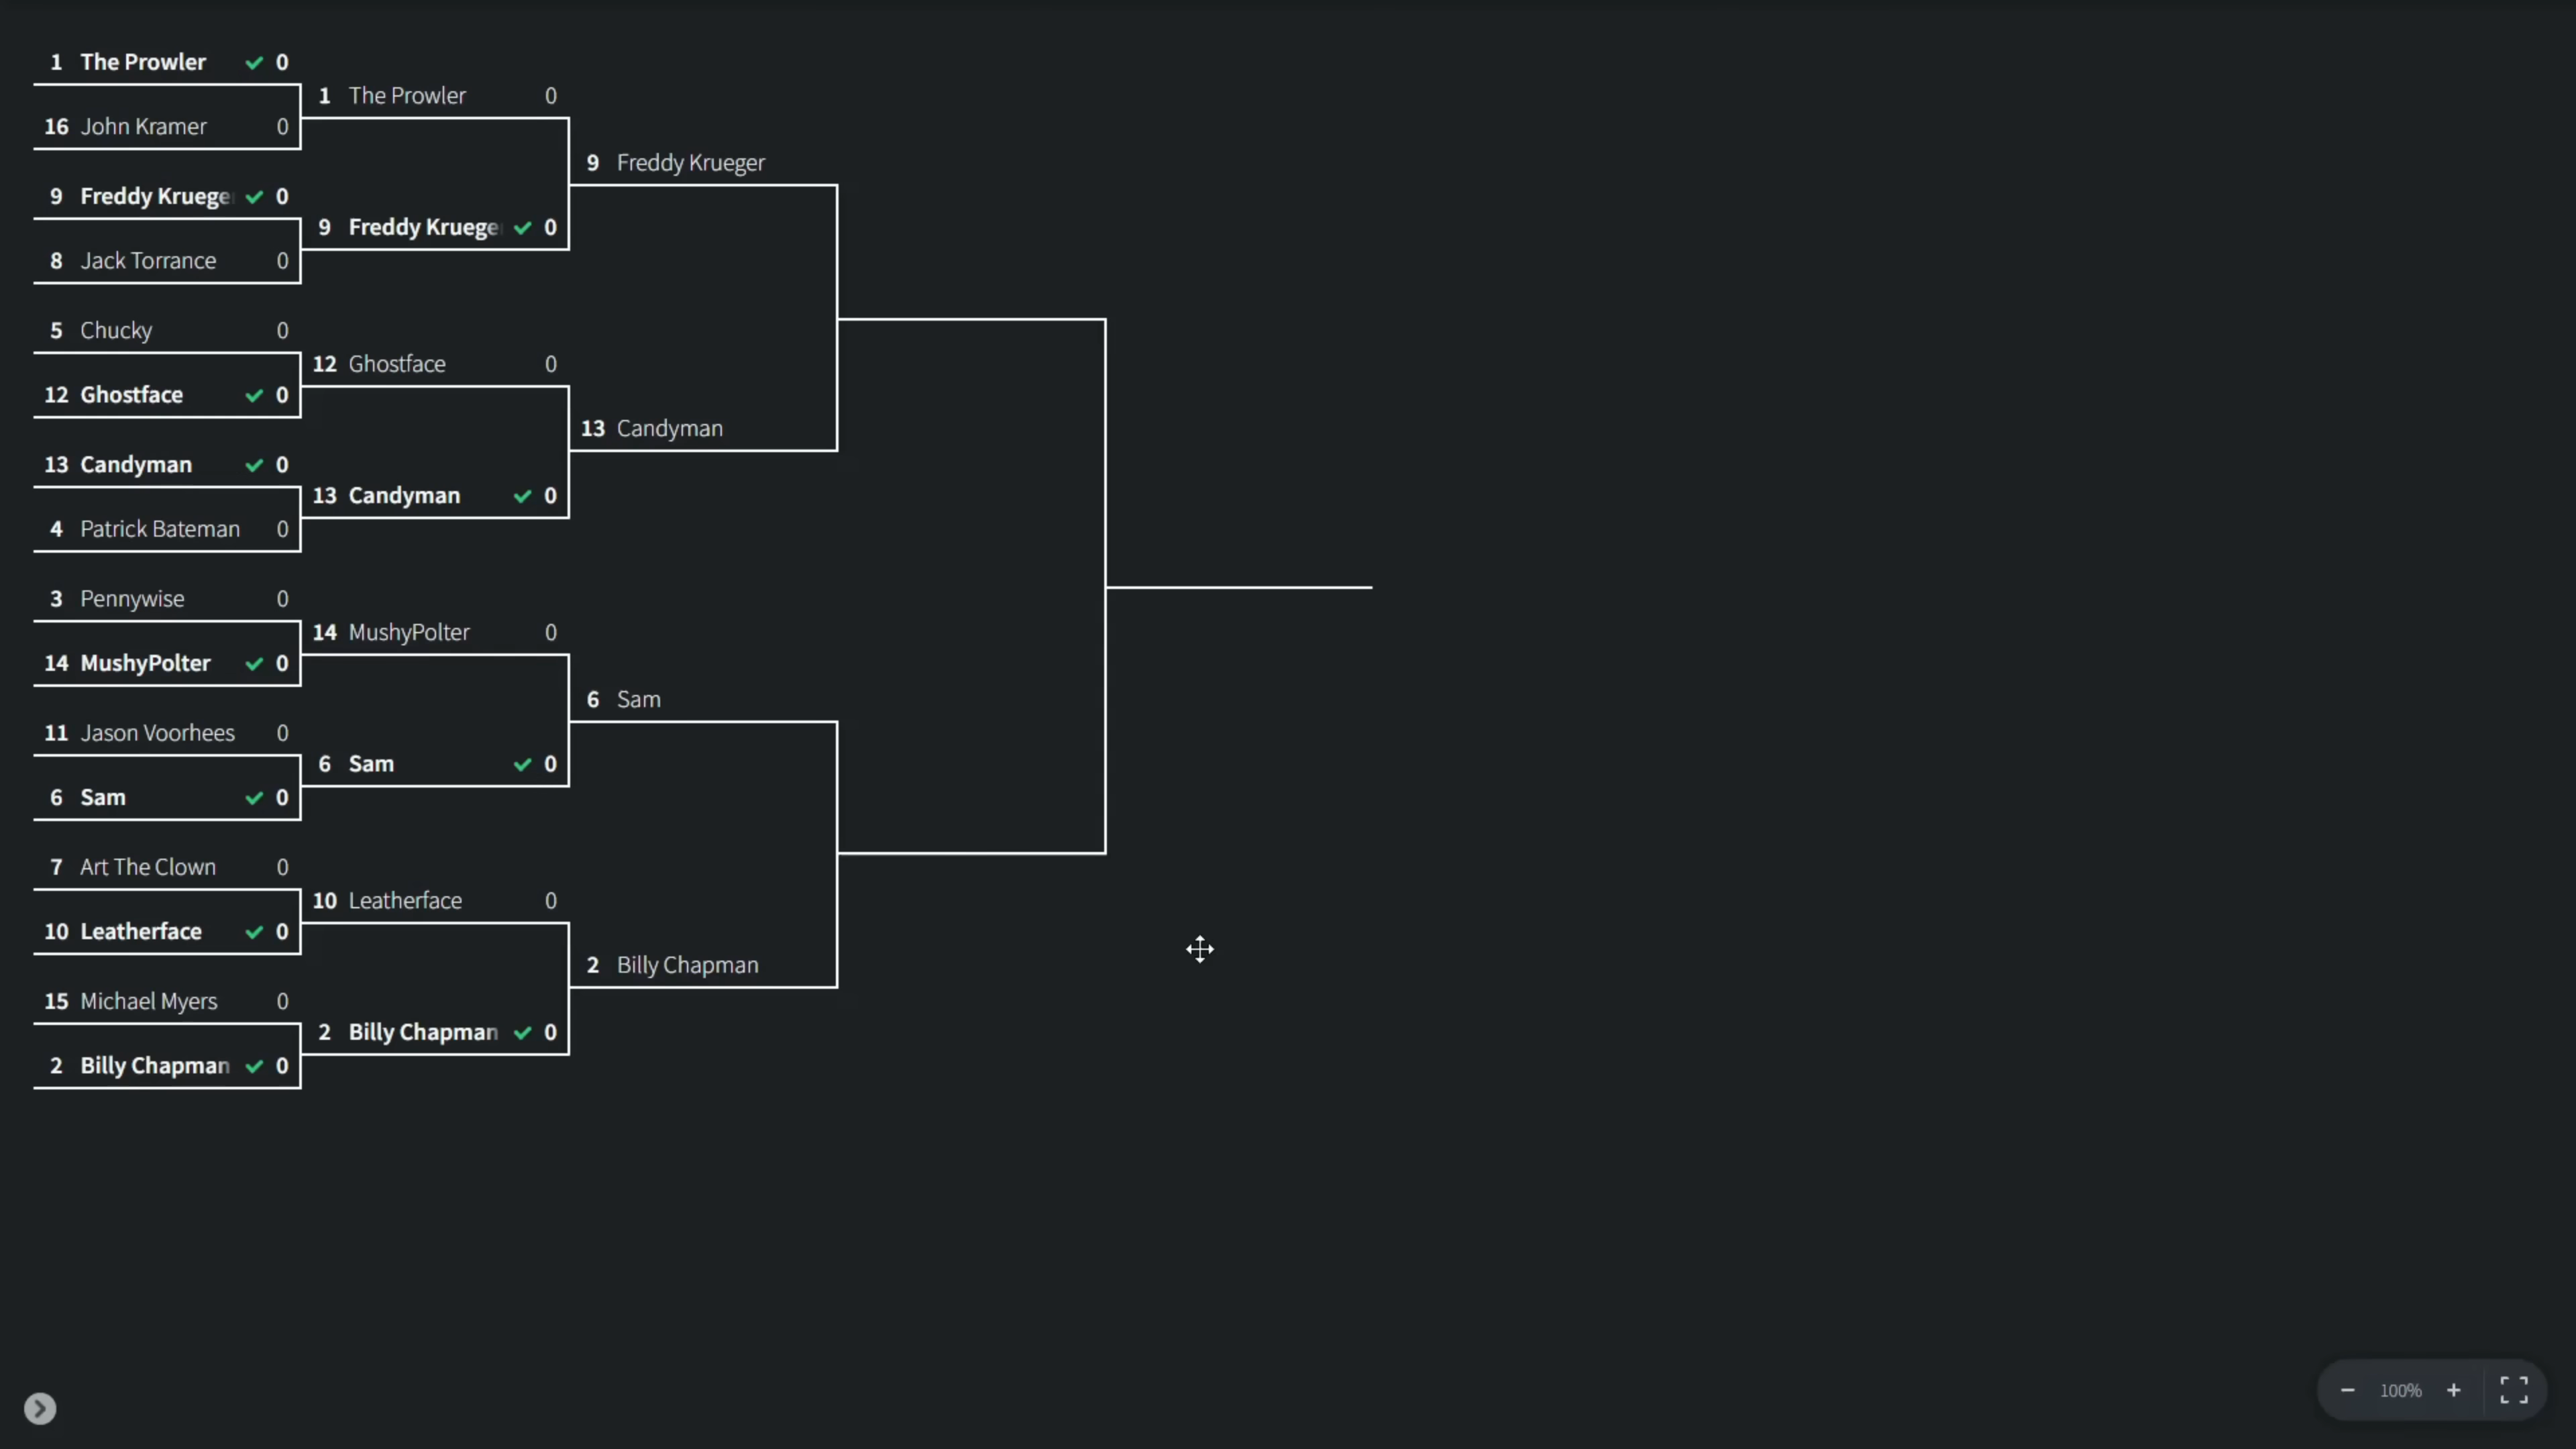 1 The Prowler 0
16 John Kramer 0
9 Freddy Kruege 0
8 Jack Torrance 0
5 Chucky 0
12 Ghostface 0
13 Candyman 0
4 Patrick Bateman 0
3 Pennywise 0
14 MushyPolter 0
11 Jason Voorhees 0
6 Sam 0
7 Art The Clown 0
10 Leatherface 0
15 Michael Myers 0
2 Billy Chapman 0
1 The Prowler 0
9 Freddy Kruege 0
12 Ghostface 0
13 Candyman 0
14 MushyPolter 0
6 Sam 0
10 Leatherface 0
2 Billy Chapman 0
9 Freddy Krueger
13 Candyman
6 Sam
2 Billy Chapman
100%